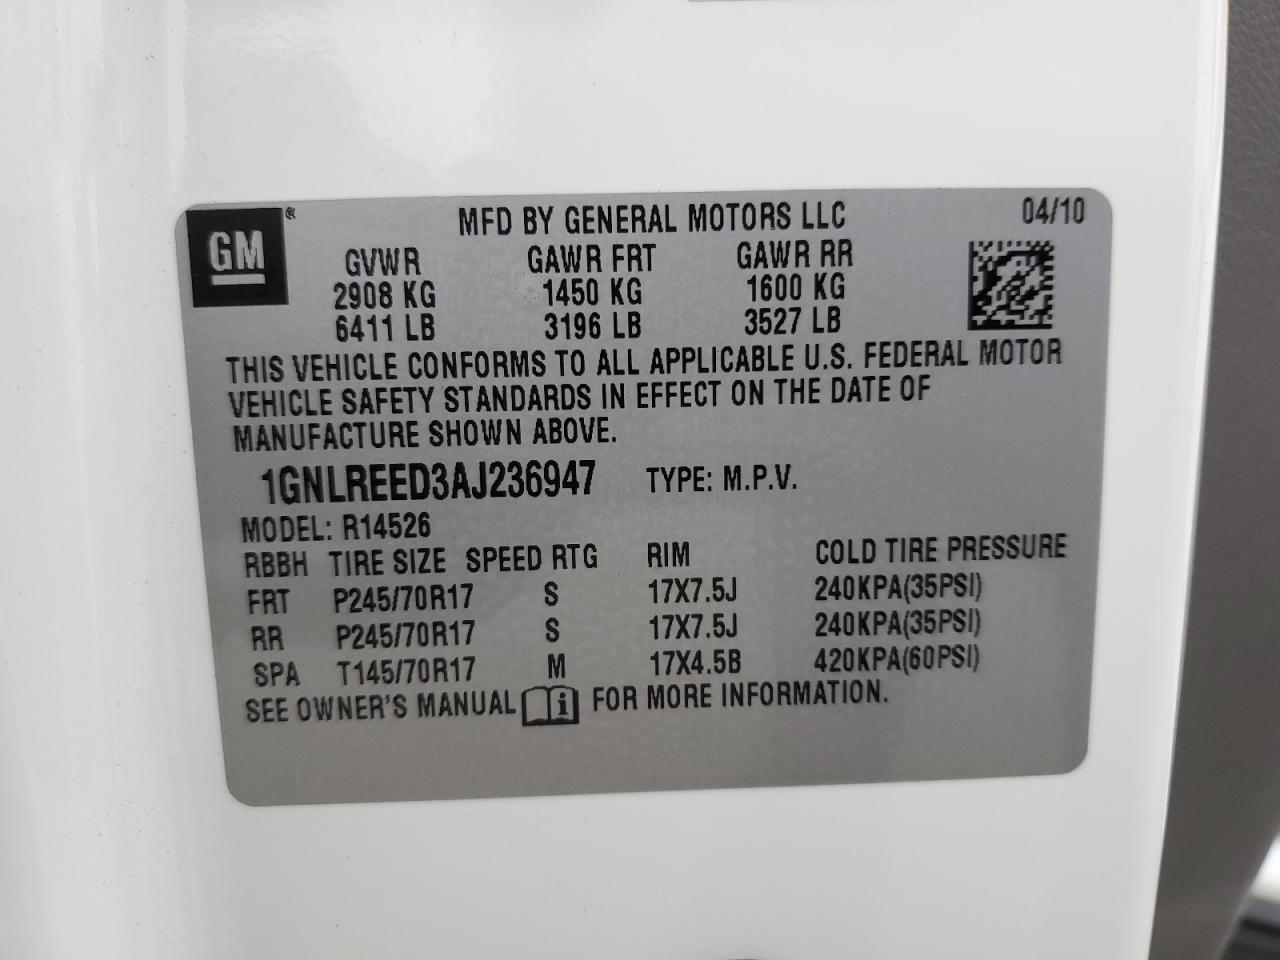 GM ® MFD BY GENERAL MOTORS LLC 04/10
GVWR GAWR FRT GAWR RR
2908 KG 1450 KG 1600 KG
6411 LB 3196 LB 3527 LB
THIS VEHICLE CONFORMS TO ALL APPLICABLE U.S. FEDERAL MOTOR
VEHICLE SAFETY STANDARDS IN EFFECT ON THE DATE OF
MANUFACTURE SHOWN ABOVE.
1GNLREED3AJ236947 TYPE: M.P.V.
MODEL: R14526
RBBH TIRE SIZE SPEED RTG RIM COLD TIRE PRESSURE
FRT P245/70R17 S 17X7.5J 240KPA(35PSI)
RR P245/70R17 S 17X7.5J 240KPA(35PSI)
SPA T145/70R17 M 17X4.5B 420KPA(60PSI)
SEE OWNER'S MANUAL i FOR MORE INFORMATION.